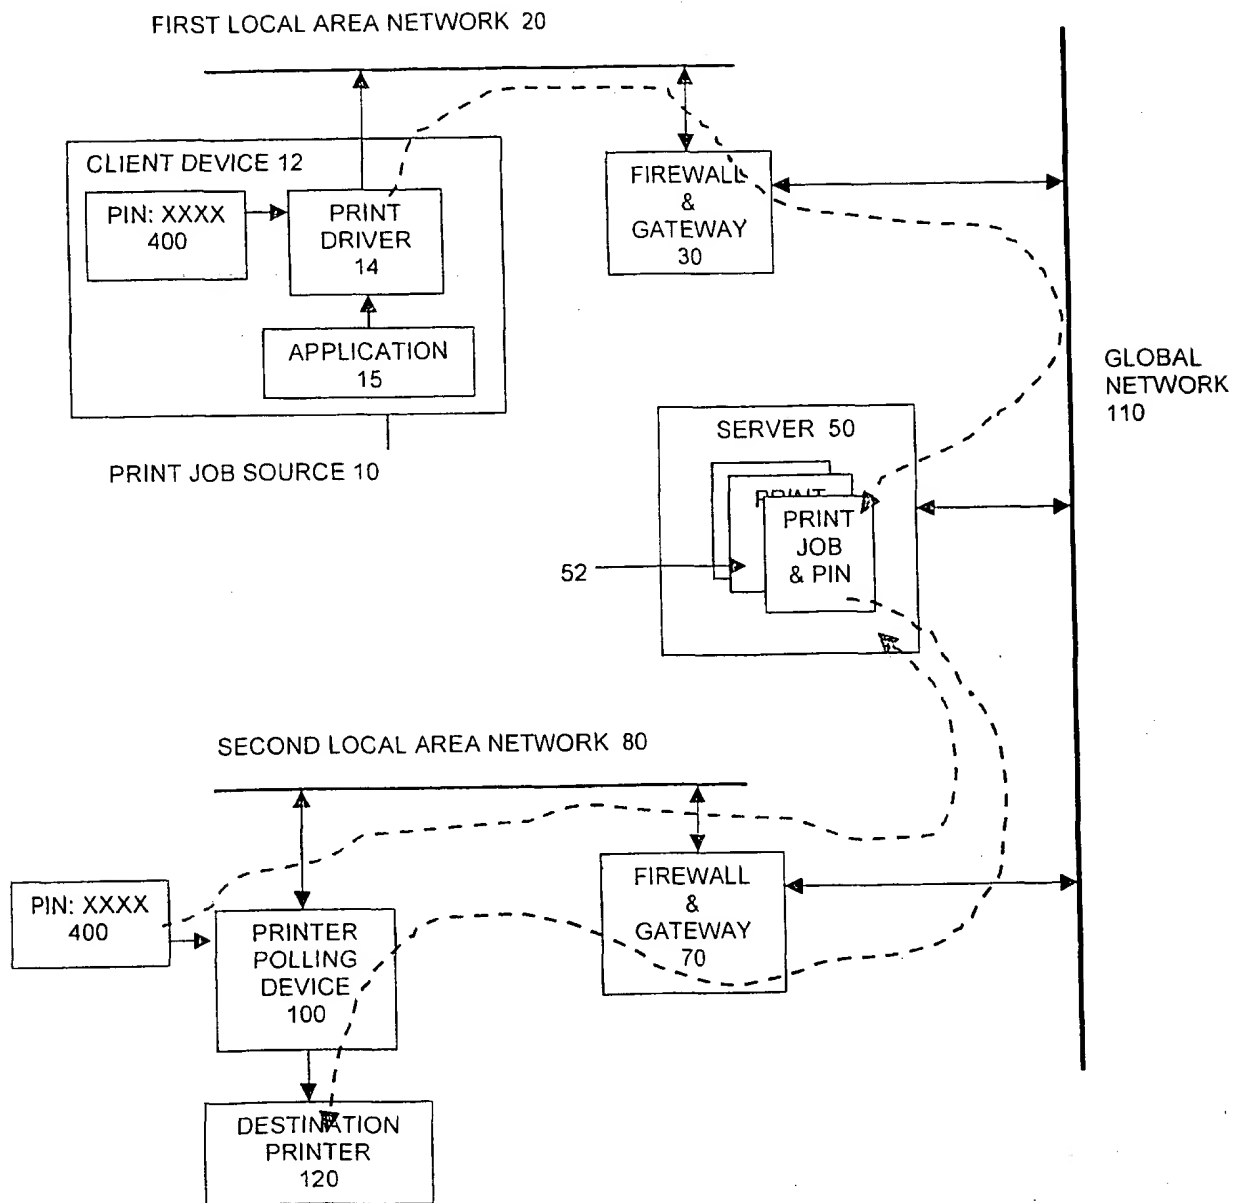 FIRST LOCAL AREA NETWORK 20
CLIENT DEVICE 12
PIN: XXXX
400
PRINT
DRIVER
14
APPLICATION
15
PRINT JOB SOURCE 10
FIREWALL
&
GATEWAY
30
GLOBAL
NETWORK
110
SERVER 50
PRINT
PRINT
JOB
& PIN
52
SECOND LOCAL AREA NETWORK 80
PIN: XXXX
400
PRINTER
POLLING
DEVICE
100
FIREWALL
&
GATEWAY
70
DESTINATION
PRINTER
120